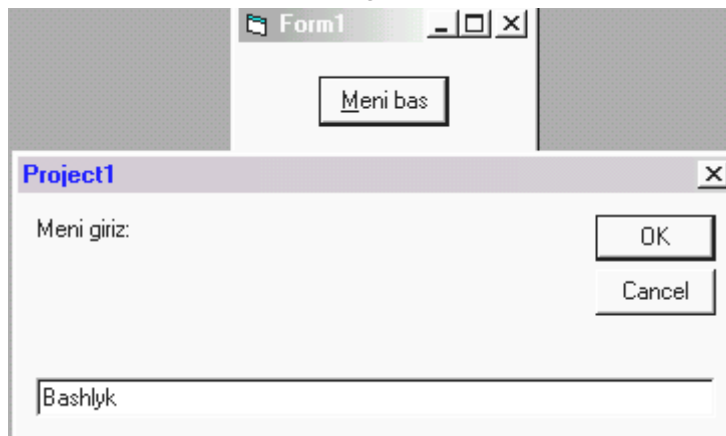 Form1
Meni bas
Project1
Meni giriz:
OK
Cancel
Bashlyk